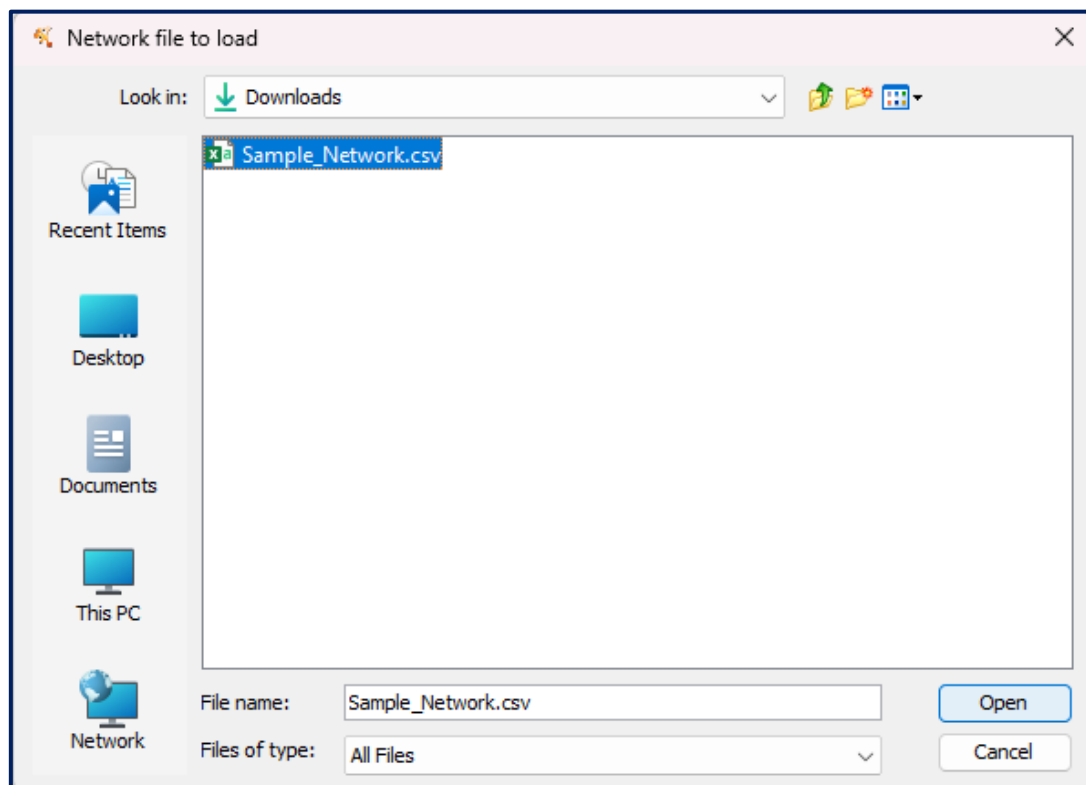 Network file to load
Look in: Downloads
Sample_Network.csv
Recent Items
Desktop
Documents
This PC
Network
File name: Sample_Network.csv Open
Files of type: All Files Cancel